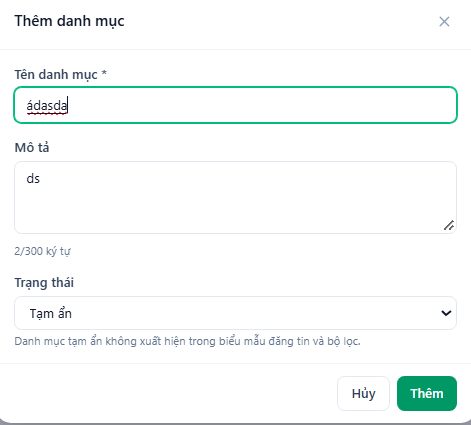 Thêm danh mục
Tên danh mục *
ádasda
Mô tả
ds
2/300 ký tự
Trạng thái
Tạm ẩn
Danh mục tạm ẩn không xuất hiện trong biểu mẫu đăng tin và bộ lọc.
Hủy
Thêm